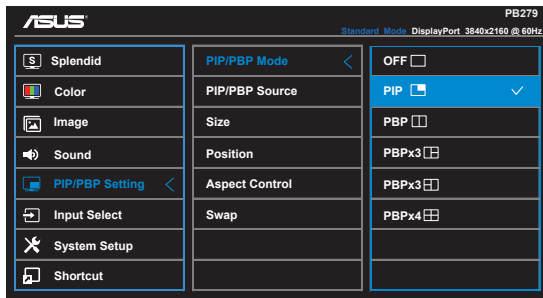 ASUS
PB279
Standard Mode DisplayPort 3840x2160 @ 60Hz
S Splendid
Color
Image
Sound
PIP/PBP Setting
Input Select
System Setup
Shortcut
PIP/PBP Mode
PIP/PBP Source
Size
Position
Aspect Control
Swap
OFF
PIP
PBP
PBPx3
PBPx3
PBPx4